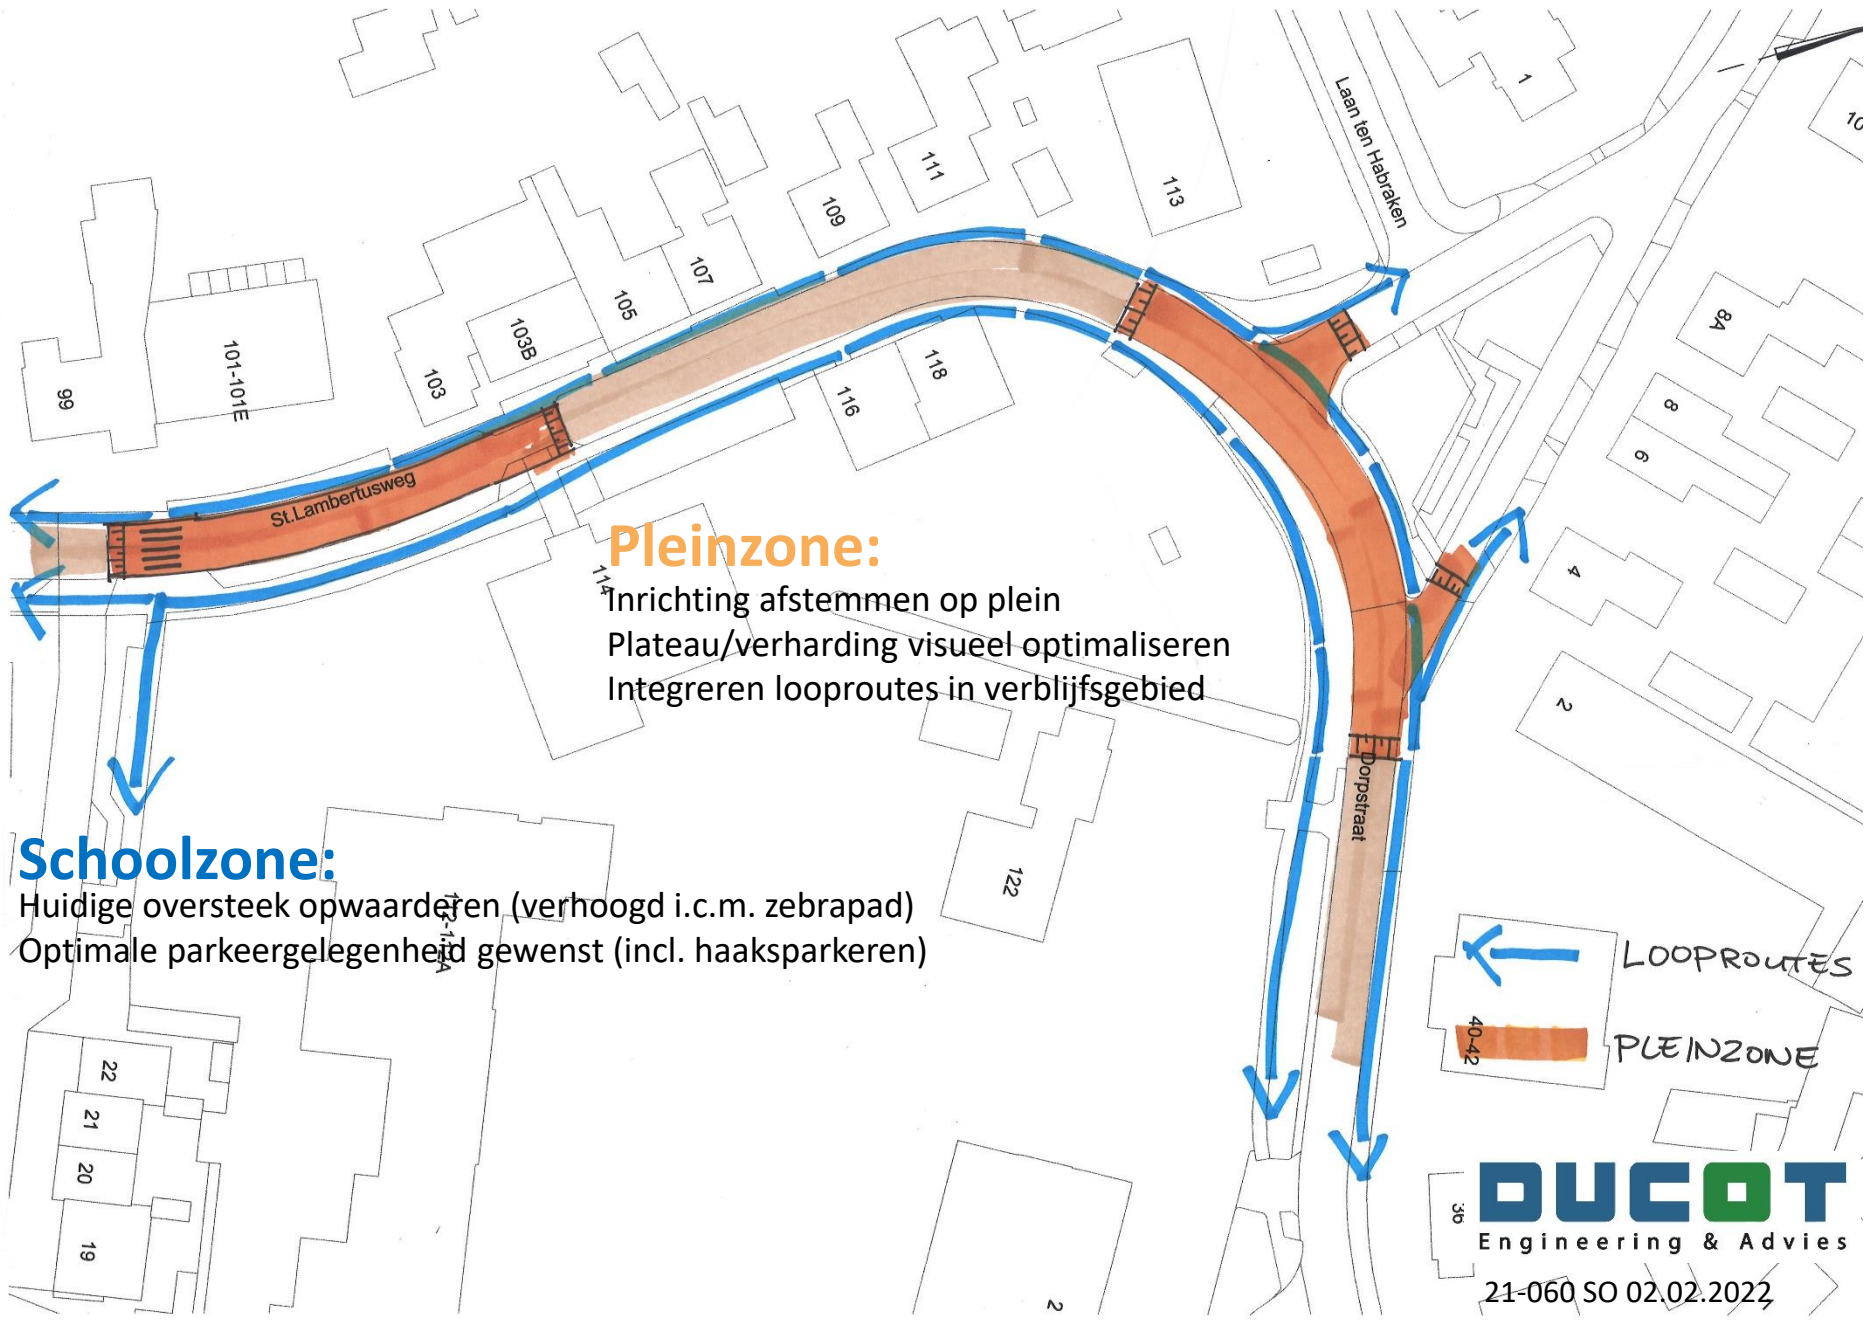 1
10
Laan ten Habraken
111
113
109
107
105
103B
103
101-101E
99
8A
8
6
4
2
118
116
114
St.Lambertusweg
Pleinzone:
Inrichting afstemmen op plein
Plateau/verharding visueel optimaliseren
Integreren looproutes in verblijfsgebied
Dorpstraat
122
Schoolzone:
Huidige oversteek opwaarderen (verhoogd i.c.m. zebrapad)
Optimale parkeergelegenheid gewenst (incl. haaksparkeren)
LOOPROUTES
40-42
PLEINZONE
22
21
20
19
2
36
DUCOT
Engineering & Advies
21-060 SO 02.02.2022